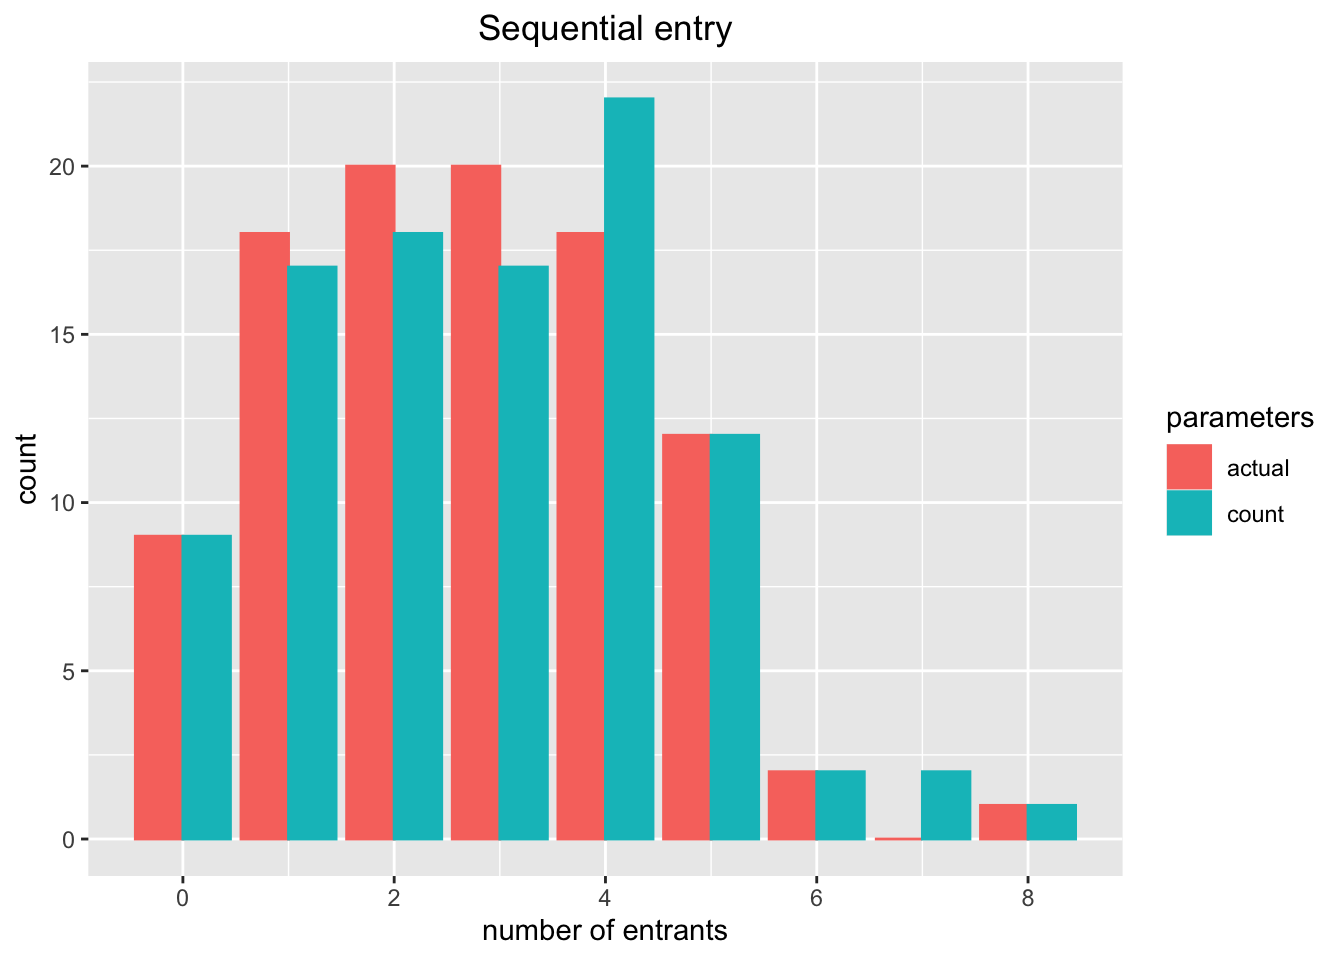 Sequential entry
count
20
15
10
5
0
0 2 4 6 8
number of entrants
parameters
actual
count